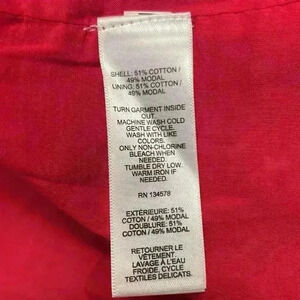 SHELL: 51% COTTON /
49% MODAL
LINING: 51% COTTON /
49% MODAL
TURN GARMENT INSIDE
OUT.
MACHINE WASH COLD
GENTLE CYCLE.
WASH WITH LIKE
COLORS.
ONLY NON-CHLORINE
BLEACH WHEN
NEEDED.
TUMBLE DRY LOW.
WARM IRON IF
NEEDED.
RN 134578
EXTÉRIEURE: 51%
COTON / 49% MODAL
DOUBLURE: 51%
COTON / 49% MODAL
RETOURNER LE
VÊTEMENT.
LAVAGE À L'EAU
FROIDE, CYCLE
TEXTILES DÉLICATS.